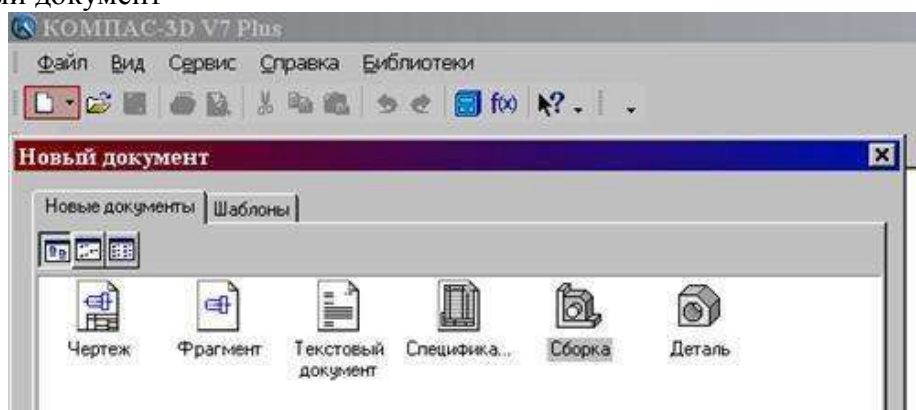 й документ
КОМПАС-3D V7 Plus
Файл Вид Сервис Справка Библиотеки
f(x)
Новый документ
Новые документы Шаблоны
Чертеж Фрагмент Текстовый документ Специфика... Сборка Деталь